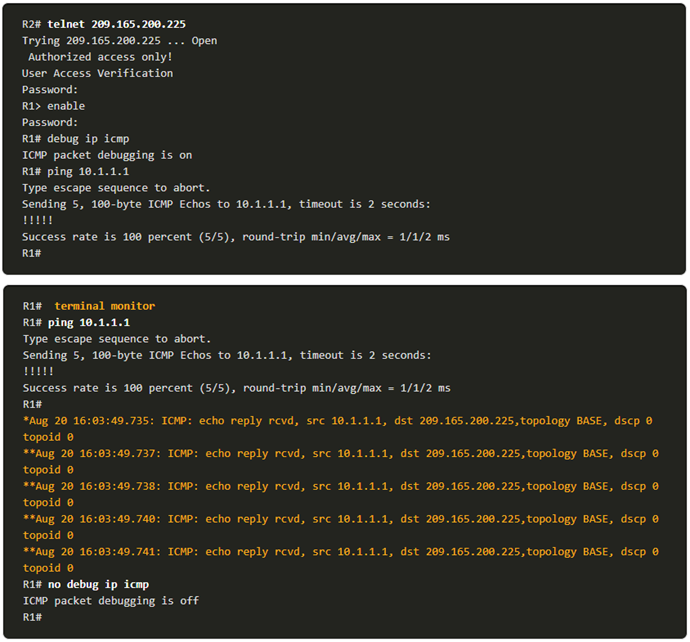 R2# telnet 209.165.200.225
Trying 209.165.200.225 ... Open
Authorized access only!
User Access Verification
Password:
R1> enable
Password:
R1# debug ip icmp
ICMP packet debugging is on
R1# ping 10.1.1.1
Type escape sequence to abort.
Sending 5, 100-byte ICMP Echos to 10.1.1.1, timeout is 2 seconds:
!!!!!
Success rate is 100 percent (5/5), round-trip min/avg/max = 1/1/2 ms
R1#
R1#  terminal monitor
R1# ping 10.1.1.1
Type escape sequence to abort.
Sending 5, 100-byte ICMP Echos to 10.1.1.1, timeout is 2 seconds:
!!!!!
Success rate is 100 percent (5/5), round-trip min/avg/max = 1/1/2 ms
R1#
*Aug 20 16:03:49.735: ICMP: echo reply rcvd, src 10.1.1.1, dst 209.165.200.225,topology BASE, dscp 0
topoid 0
**Aug 20 16:03:49.737: ICMP: echo reply rcvd, src 10.1.1.1, dst 209.165.200.225,topology BASE, dscp 0
topoid 0
**Aug 20 16:03:49.738: ICMP: echo reply rcvd, src 10.1.1.1, dst 209.165.200.225,topology BASE, dscp 0
topoid 0
**Aug 20 16:03:49.740: ICMP: echo reply rcvd, src 10.1.1.1, dst 209.165.200.225,topology BASE, dscp 0
topoid 0
**Aug 20 16:03:49.741: ICMP: echo reply rcvd, src 10.1.1.1, dst 209.165.200.225,topology BASE, dscp 0
topoid 0
R1# no debug ip icmp
ICMP packet debugging is off
R1#